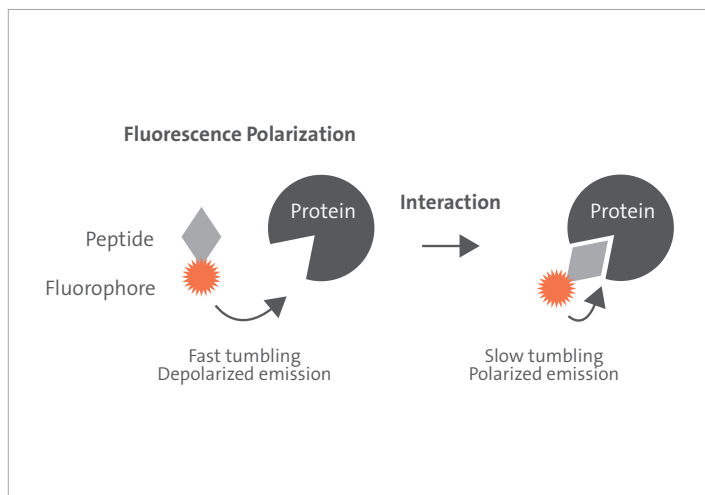 Fluorescence Polarization
Protein
Interaction
Protein
Peptide
Fluorophore
Fast tumbling
Depolarized emission
Slow tumbling
Polarized emission